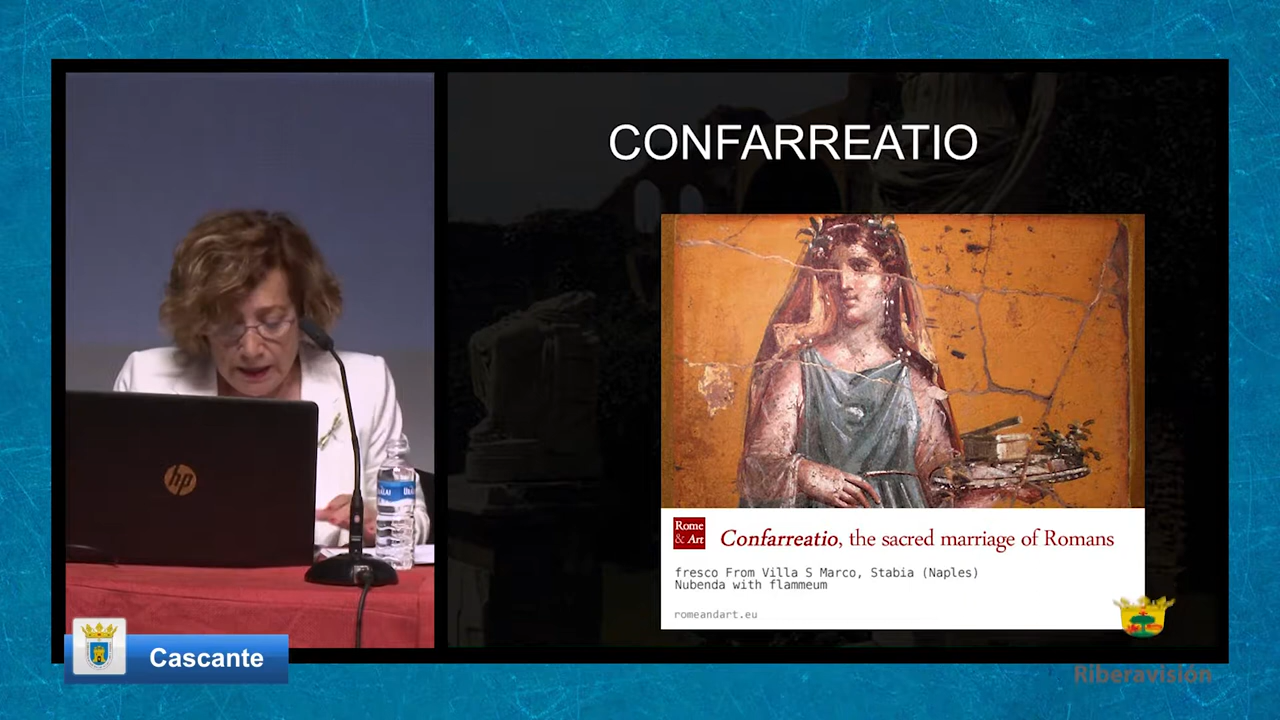 CONFARREATIO
hp
Rome
& Art
Confarreatio, the sacred marriage of Romans
fresco From Villa S Marco, Stabia (Naples)
Nubenda with flammeum
romeandart.eu
Cascante
Riberavisión